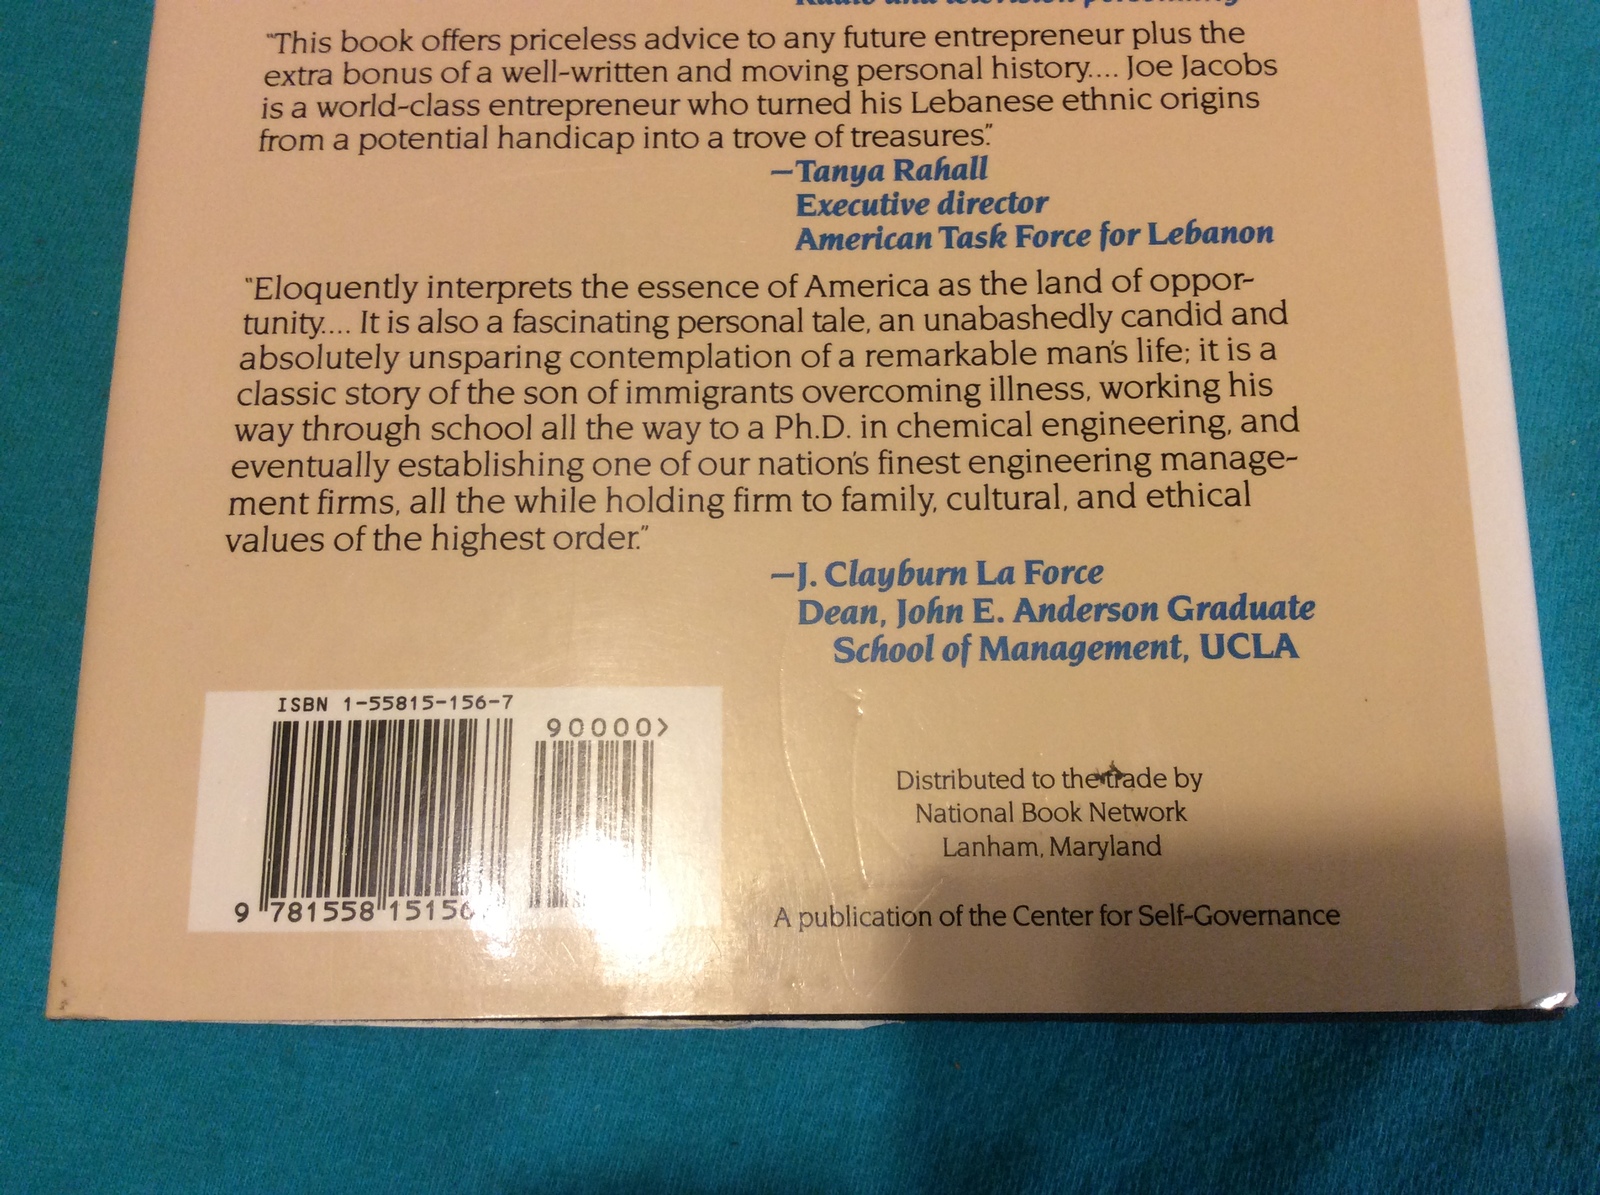 Radio and television personality
"This book offers priceless advice to any future entrepreneur plus the
extra bonus of a well-written and moving personal history.... Joe Jacobs
is a world-class entrepreneur who turned his Lebanese ethnic origins
from a potential handicap into a trove of treasures."
—Tanya Rahall
Executive director
American Task Force for Lebanon
"Eloquently interprets the essence of America as the land of oppor-
tunity.... It is also a fascinating personal tale, an unabashedly candid and
absolutely unsparing contemplation of a remarkable man's life; it is a
classic story of the son of immigrants overcoming illness, working his
way through school all the way to a Ph.D. in chemical engineering, and
eventually establishing one of our nation's finest engineering manage-
ment firms, all the while holding firm to family, cultural, and ethical
values of the highest order."
—J. Clayburn La Force
Dean, John E. Anderson Graduate
School of Management, UCLA
ISBN 1-55815-156-7
90000>
9 781558 15156
Distributed to the trade by
National Book Network
Lanham, Maryland
A publication of the Center for Self-Governance